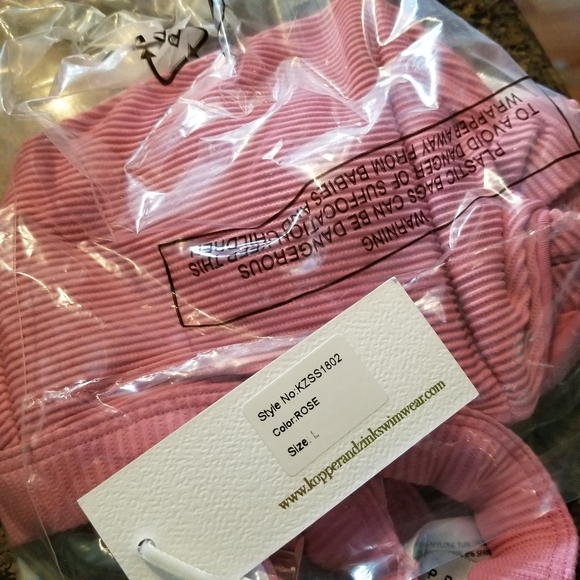 WARNING
PLASTIC BAGS CAN BE DANGEROUS
TO AVOID DANGER OF SUFFOCATION KEEP THIS
WRAPPER AWAY FROM BABIES AND CHILDREN
Style No:KZSS1802
Color:ROSE
Size: L
www.kopperandzinkswimwear.com